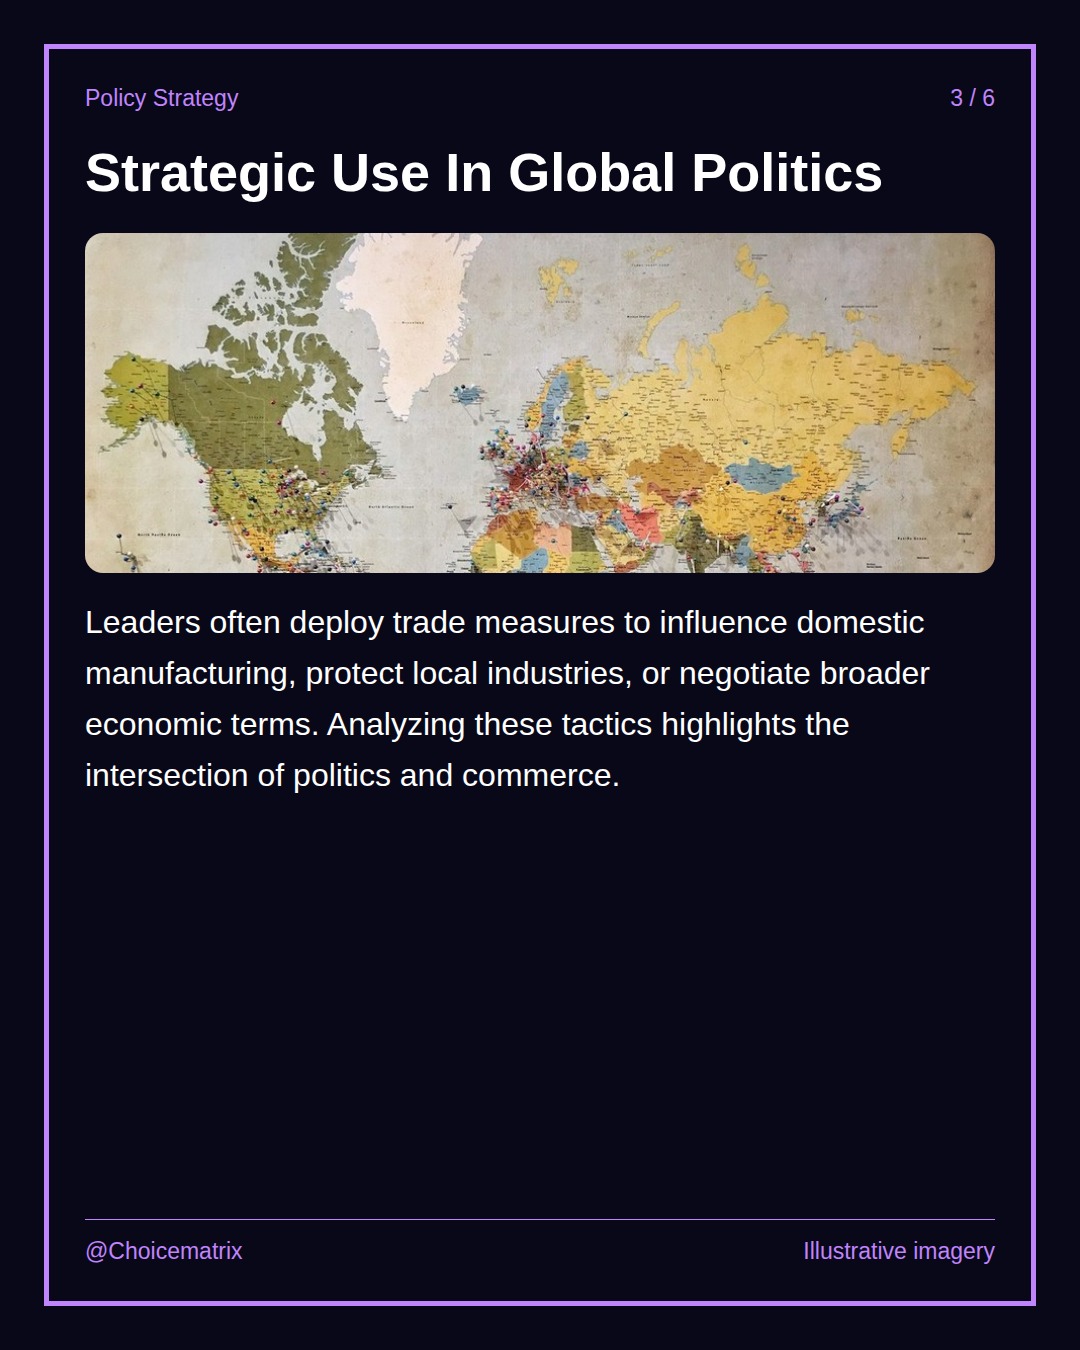 Policy Strategy
3 / 6
Strategic Use In Global Politics
Leaders often deploy trade measures to influence domestic
manufacturing, protect local industries, or negotiate broader
economic terms. Analyzing these tactics highlights the
intersection of politics and commerce.
@Choicematrix
Illustrative imagery